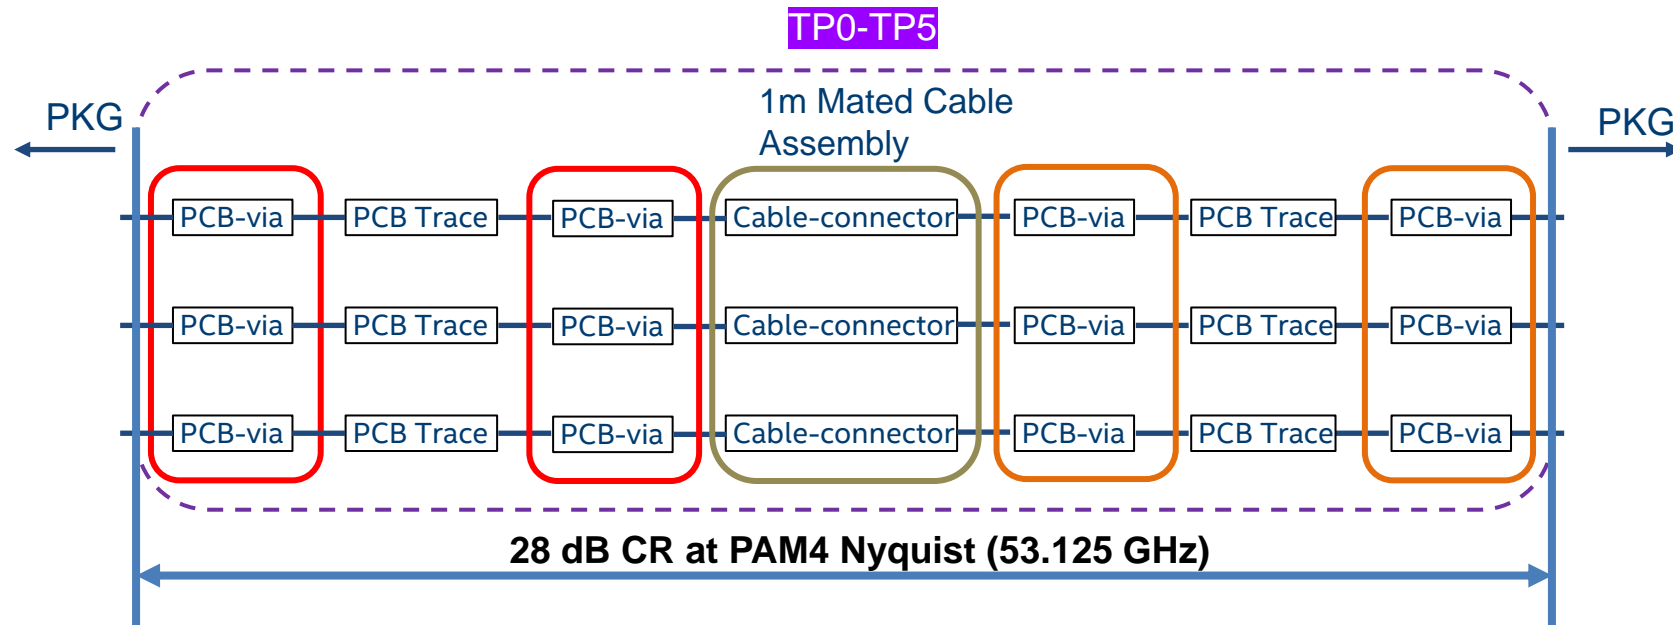 TP0-TP5
1m Mated Cable
Assembly
PKG
PKG
PCB-via PCB Trace PCB-via Cable-connector PCB-via PCB Trace PCB-via
PCB-via PCB Trace PCB-via Cable-connector PCB-via PCB Trace PCB-via
PCB-via PCB Trace PCB-via Cable-connector PCB-via PCB Trace PCB-via
28 dB CR at PAM4 Nyquist (53.125 GHz)